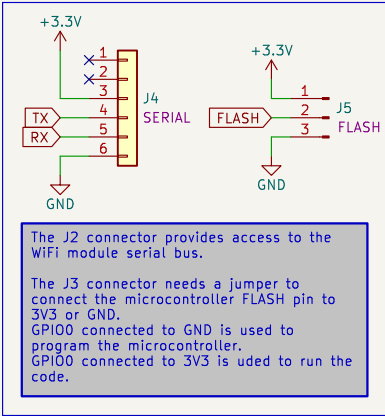 +3.3V
1
2
3
4
5
6
J4
SERIAL
TX
RX
GND
+3.3V
1
2
3
J5
FLASH
FLASH
GND
The J2 connector provides access to the
WiFi module serial bus.
The J3 connector needs a jumper to
connect the microcontroller FLASH pin to
3V3 or GND.
GPIO0 connected to GND is used to
program the microcontroller.
GPIO0 connected to 3V3 is uded to run the
code.